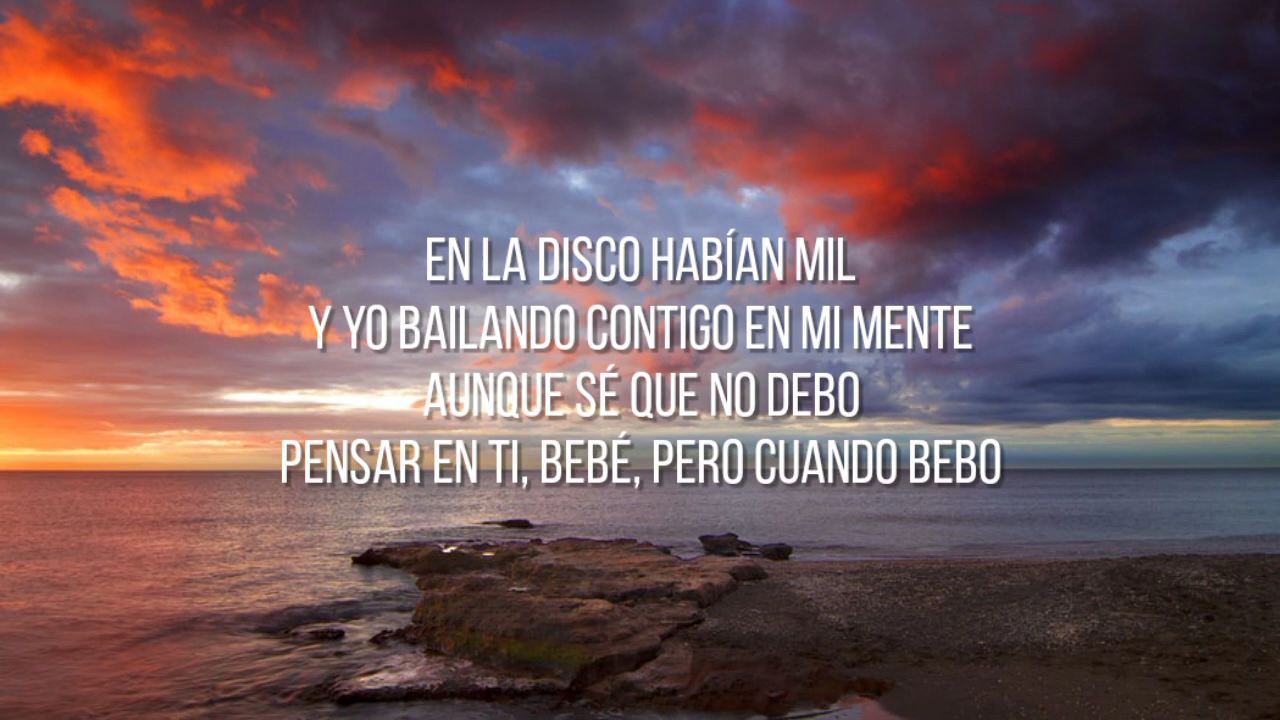 EN LA DISCO HABÍAN MIL
Y YO BAILANDO CONTIGO EN MI MENTE
AUNQUE SÉ QUE NO DEBO
PENSAR EN TI, BEBÉ, PERO CUANDO BEBO